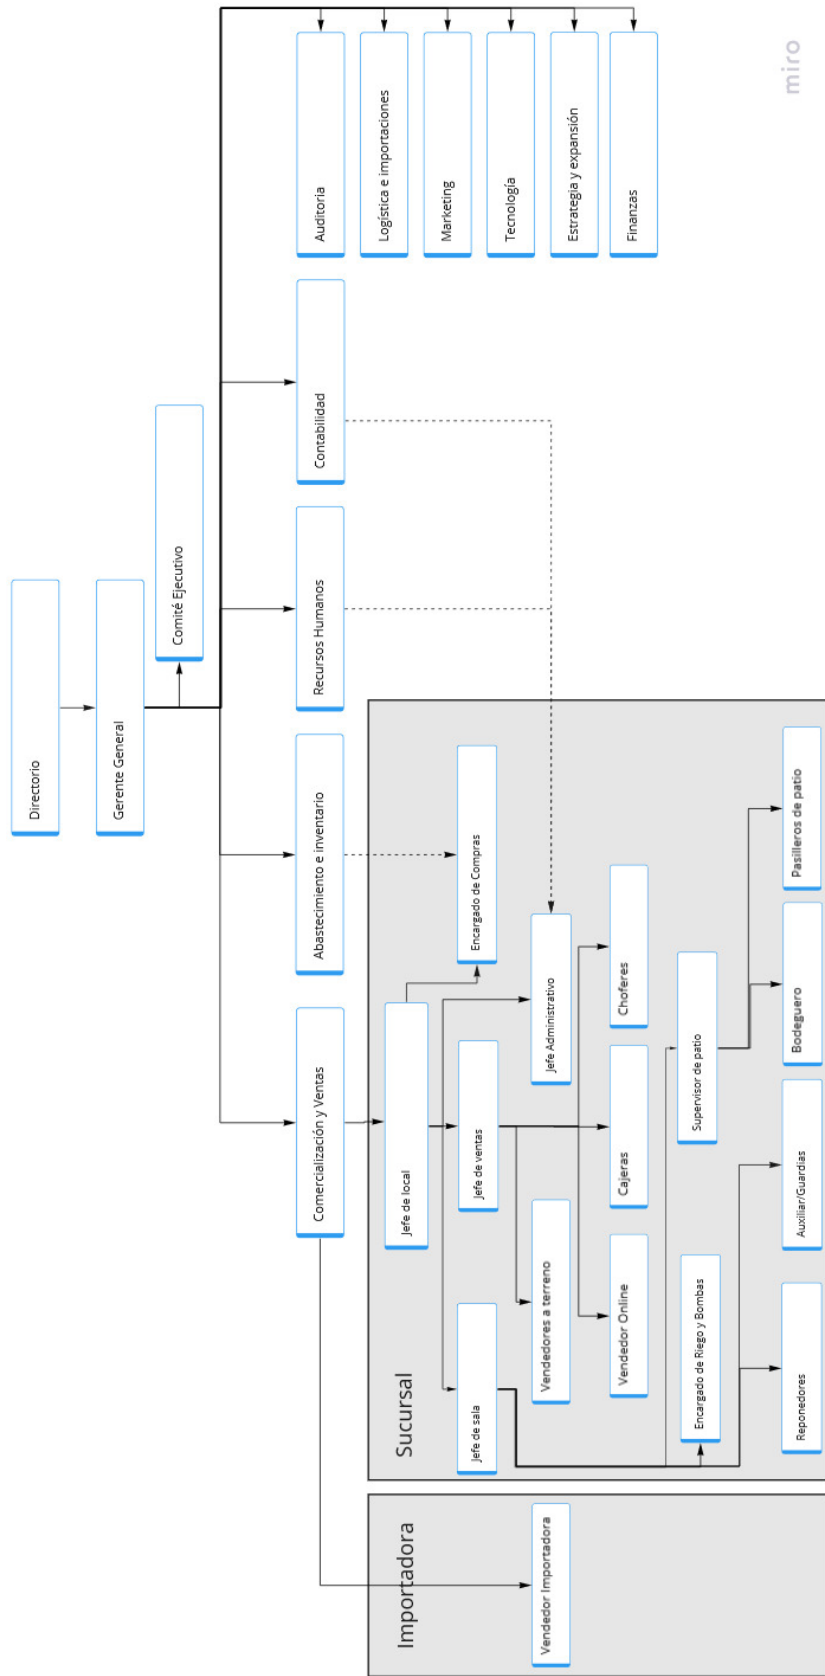 Directorio
Gerente General
Comité Ejecutivo
Comercialización y Ventas
Abastecimiento e inventario
Recursos Humanos
Contabilidad
Auditoria
Logística e importaciones
Marketing
Tecnología
Estrategia y expansión
Finanzas
Importadora
Vendedor Importadora
Sucursal
Jefe de local
Jefe de sala
Jefe de ventas
Encargado de Compras
Vendedores a terreno
Jefe Administrativo
Vendedor Online
Cajeras
Choferes
Encargado de Riego y Bombas
Supervisor de patio
Reponedores
Auxiliar/Guardias
Bodeguero
Pasilleros de patio
miro